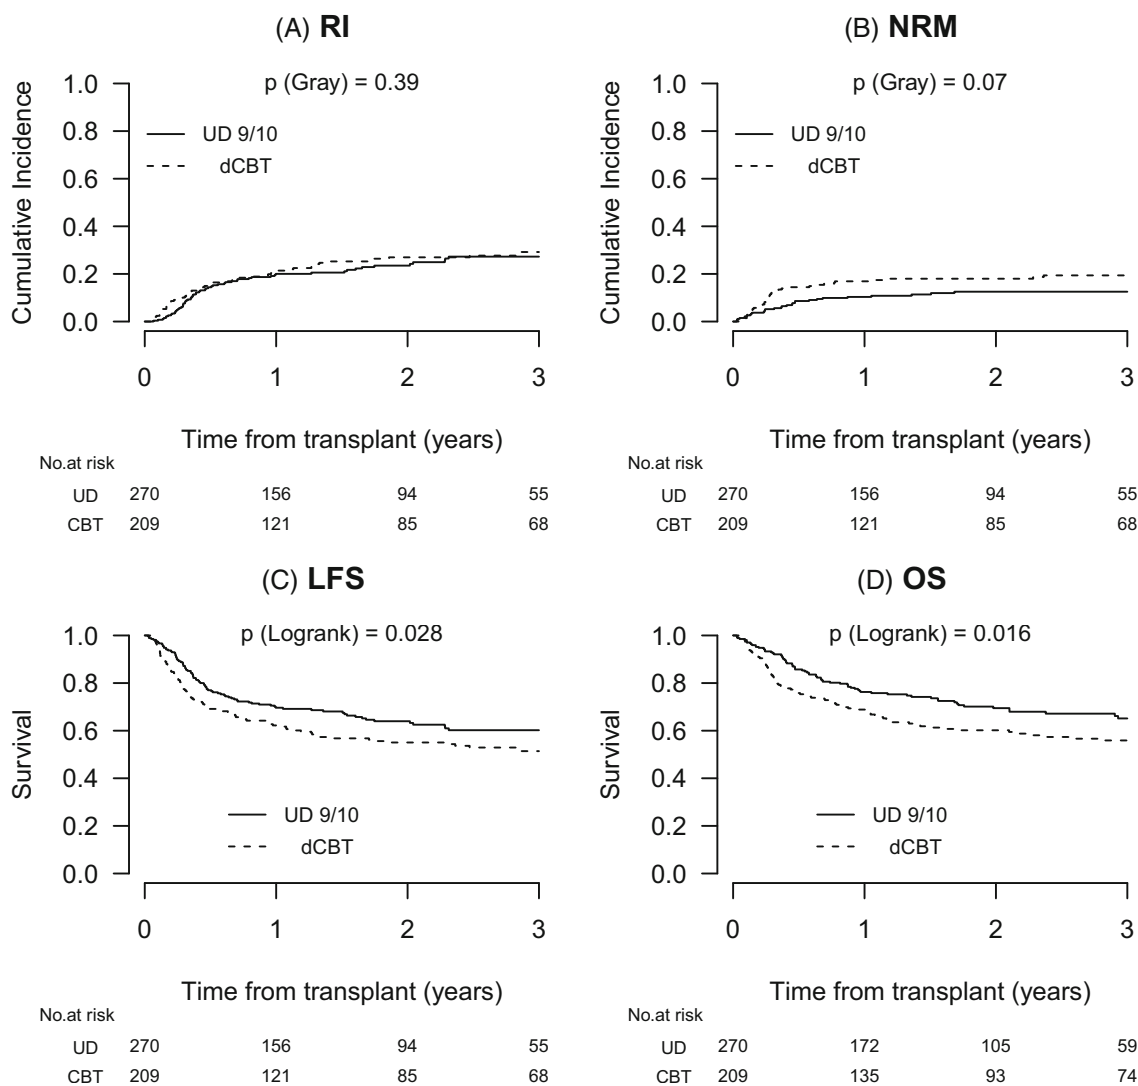 (A) RI
p (Gray) = 0.39
Cumulative Incidence
1.0
0.8
0.6
0.4
0.2
0.0
UD 9/10
dCBT
0 1 2 3
Time from transplant (years)
No.at risk
UD 270 156 94 55
CBT 209 121 85 68
(B) NRM
p (Gray) = 0.07
Cumulative Incidence
1.0
0.8
0.6
0.4
0.2
0.0
UD 9/10
dCBT
0 1 2 3
Time from transplant (years)
No.at risk
UD 270 156 94 55
CBT 209 121 85 68
(C) LFS
p (Logrank) = 0.028
Survival
1.0
0.8
0.6
0.4
0.2
0.0
UD 9/10
dCBT
0 1 2 3
Time from transplant (years)
No.at risk
UD 270 156 94 55
CBT 209 121 85 68
(D) OS
p (Logrank) = 0.016
Survival
1.0
0.8
0.6
0.4
0.2
0.0
UD 9/10
dCBT
0 1 2 3
Time from transplant (years)
No.at risk
UD 270 172 105 59
CBT 209 135 93 74